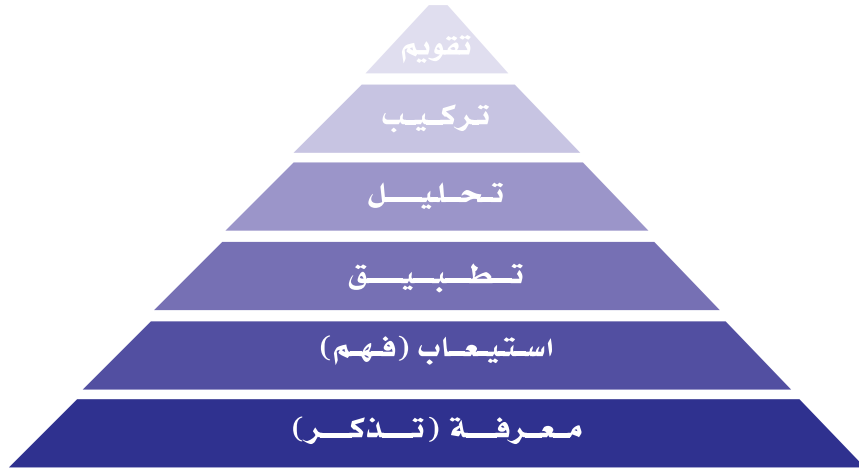 تقويم
تركيب
تحليل
تطبيق
استيعاب (فهم)
معرفة (تذكر)